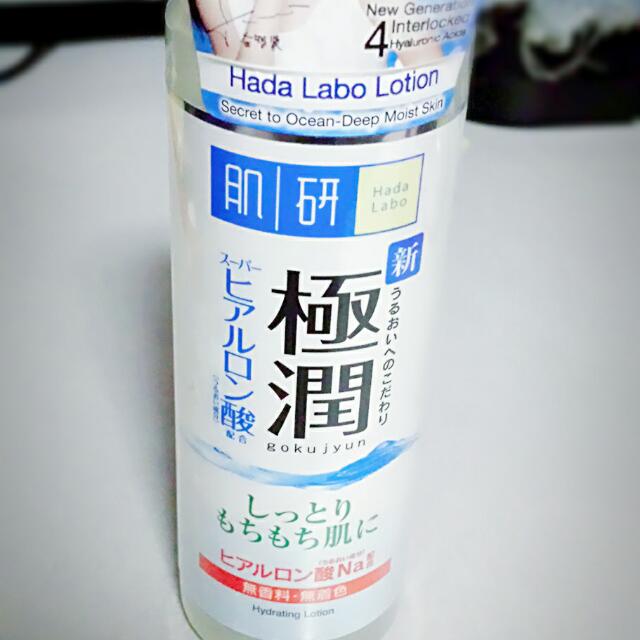 New Generation
4 Interlocked
Hyaluronic Acids
Hada Labo Lotion
Secret to Ocean-Deep Moist Skin
肌研
Hada
Labo
新
うるおいへのこだわり
極潤
gokujyun
スーパー
ヒアルロン酸
配合
しっとり
もちもち肌に
ヒアルロン酸Na配合
無香料・無着色
Hydrating Lotion